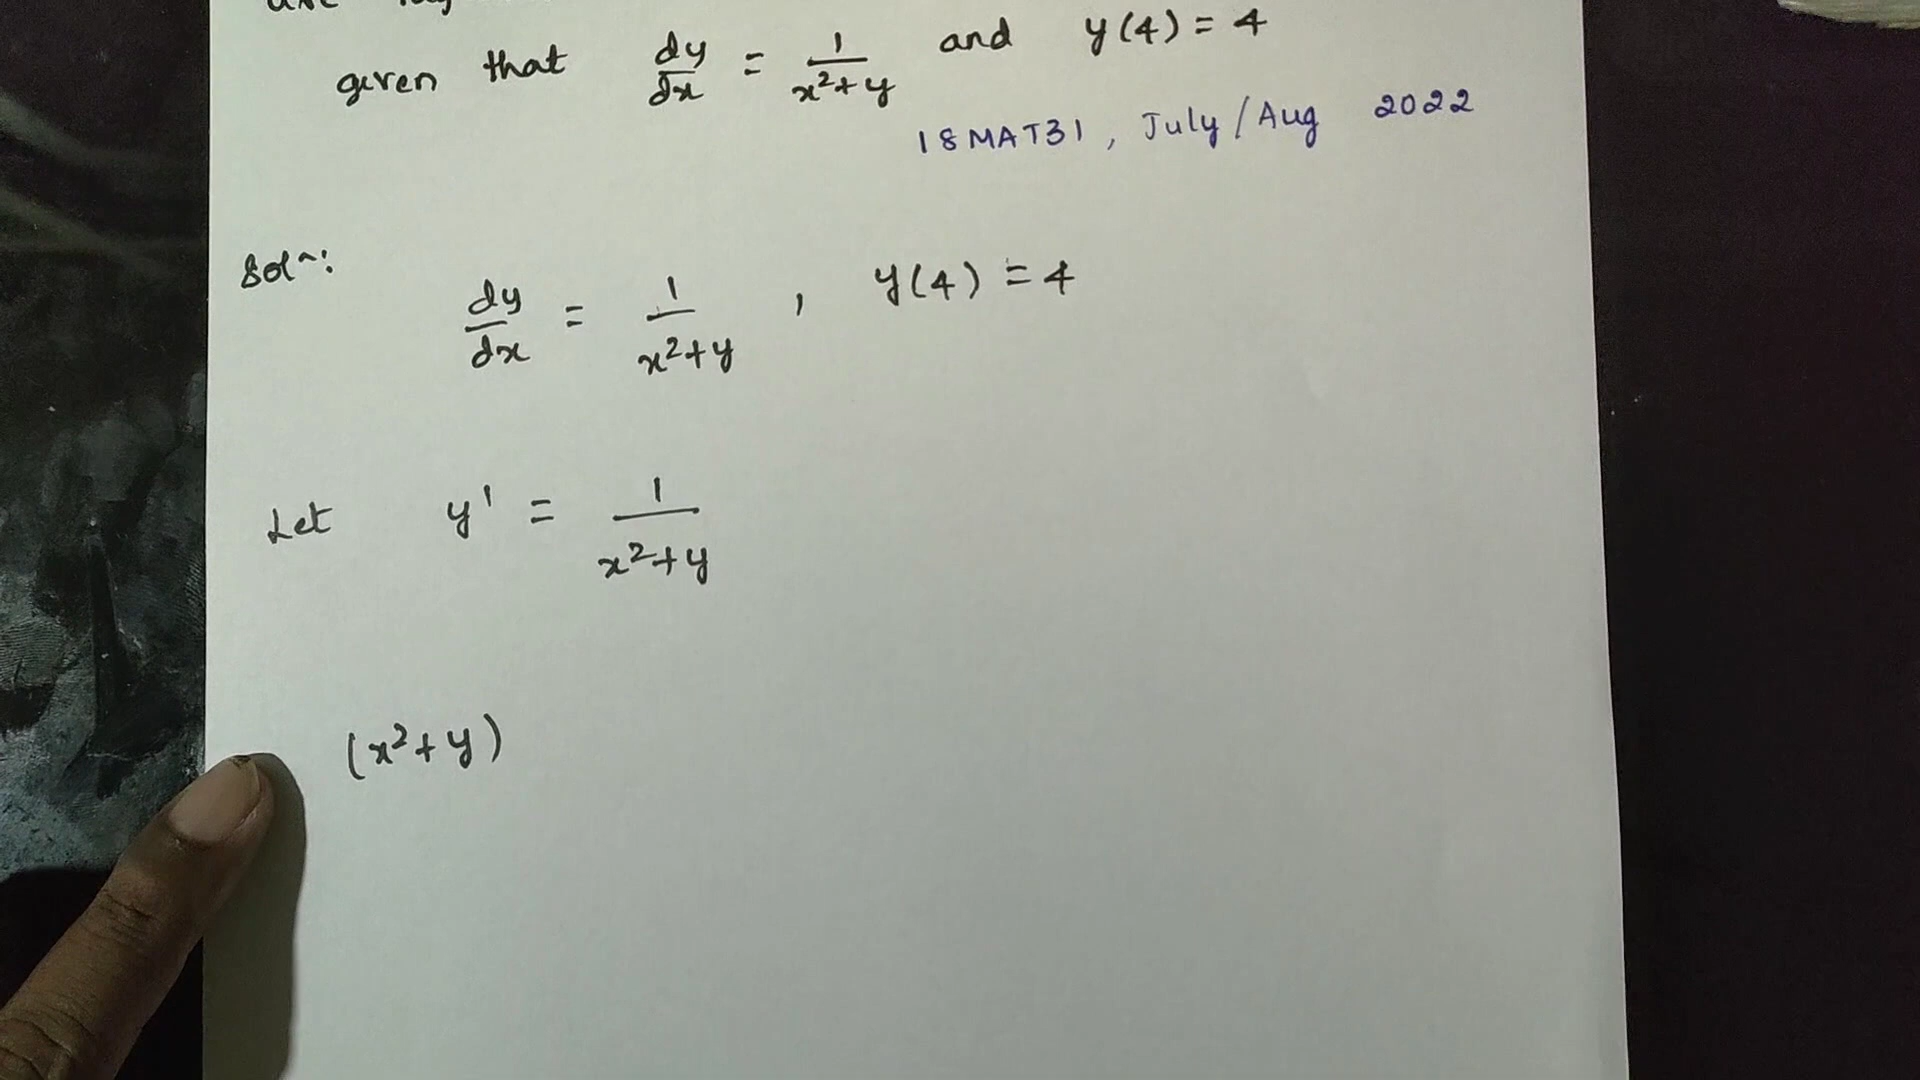 given that dy/dx = 1/(x²+y) and y(4) = 4
18MAT31, July/Aug 2022
Sol~:
dy/dx = 1/(x²+y) , y(4) = 4
Let y' = 1/(x²+y)
(x²+y)